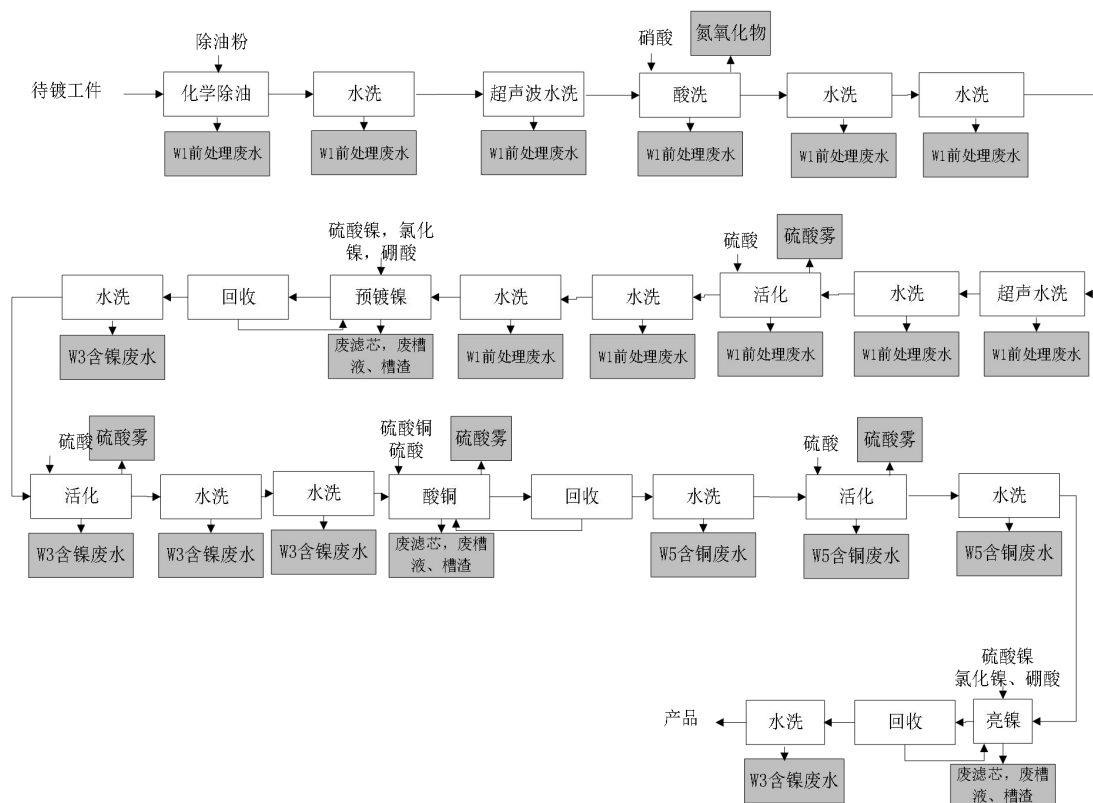 除油粉
硝酸
氮氧化物
待镀工件
化学除油
水洗
超声波水洗
酸洗
水洗
水洗
W1前处理废水
W1前处理废水
W1前处理废水
W1前处理废水
W1前处理废水
W1前处理废水
硫酸镍，氯化
镍，硼酸
硫酸
硫酸雾
水洗
回收
预镀镍
水洗
水洗
活化
水洗
超声水洗
W3含镍废水
废滤芯，废槽
液、槽渣
W1前处理废水
W1前处理废水
W1前处理废水
W1前处理废水
W1前处理废水
硫酸
硫酸雾
硫酸铜
硫酸
硫酸雾
硫酸
硫酸雾
活化
水洗
水洗
酸铜
回收
水洗
活化
水洗
W3含镍废水
W3含镍废水
W3含镍废水
废滤芯，废槽
液、槽渣
W5含铜废水
W5含铜废水
W5含铜废水
硫酸镍
氯化镍、硼酸
产品
水洗
回收
亮镍
W3含镍废水
废滤芯，废槽
液、槽渣